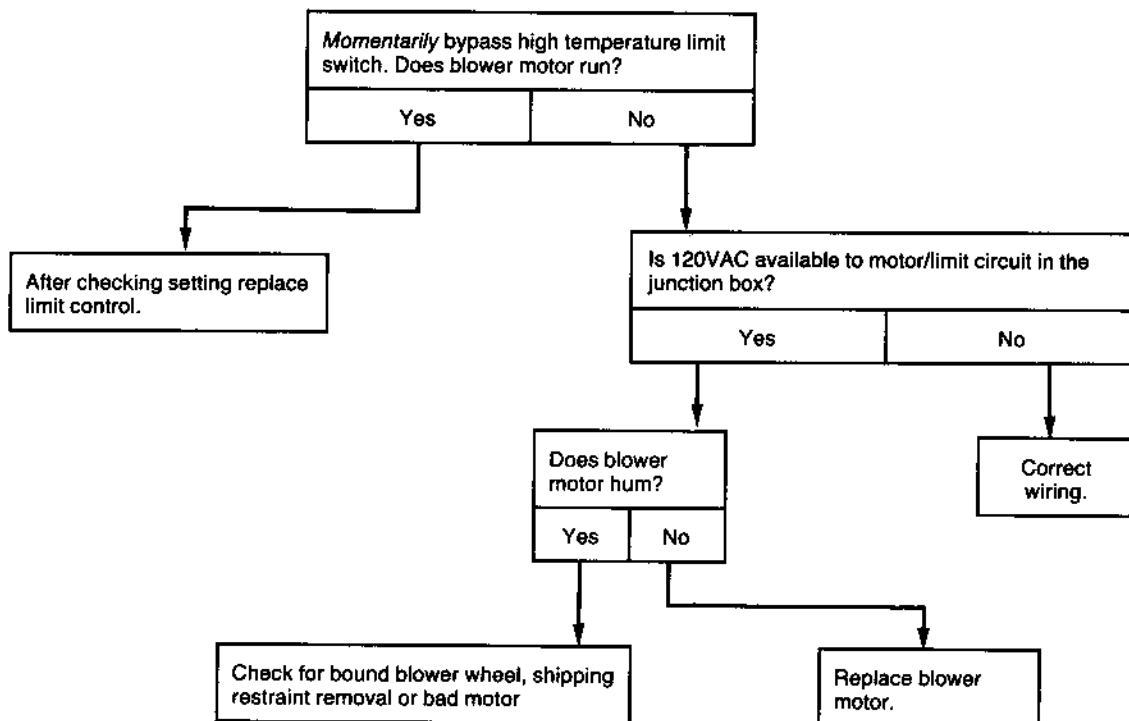 Momentarily bypass high temperature limit
switch. Does blower motor run?
Yes
No
After checking setting replace
limit control.
Is 120VAC available to motor/limit circuit in the
junction box?
Yes
No
Does blower
motor hum?
Yes
No
Correct
wiring.
Check for bound blower wheel, shipping
restraint removal or bad motor
Replace blower
motor.